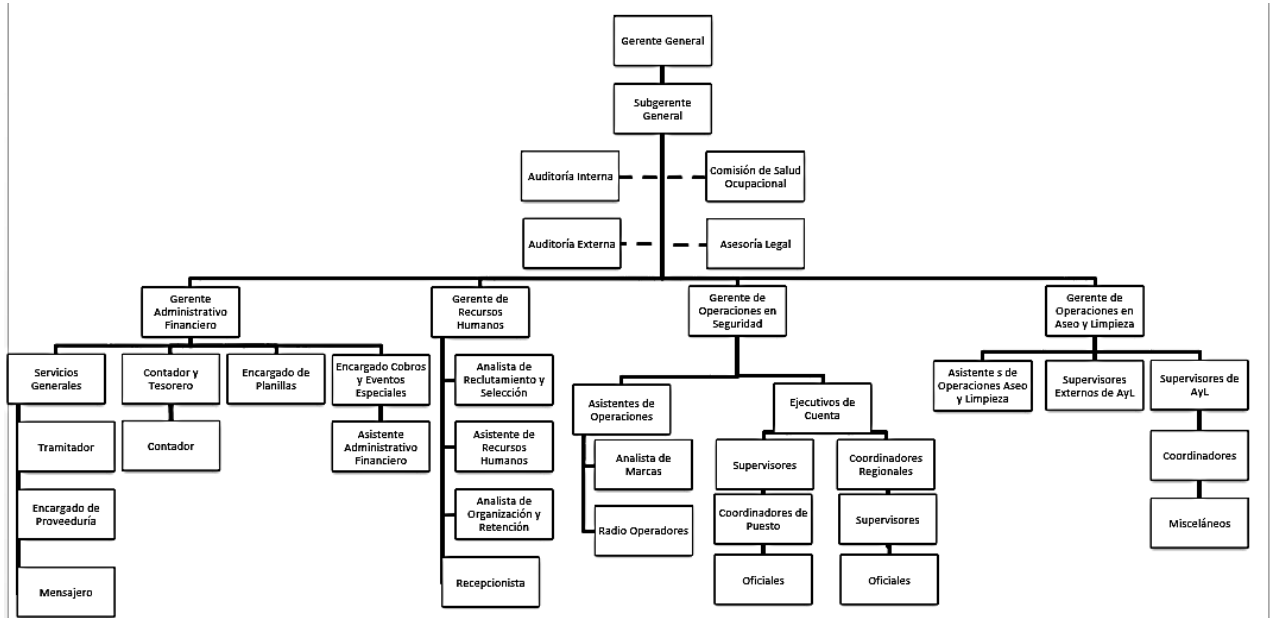 Gerente General
Subgerente
General
Auditoría Interna
Comisión de Salud
Ocupacional
Auditoría Externa
Asesoría Legal
Gerente
Administrativo
Financiero
Gerente de
Recursos
Humanos
Gerente de
Operaciones en
Seguridad
Gerente de
Operaciones en
Aseo y Limpieza
Servicios
Generales
Contador y
Tesorero
Encargado de
Planillas
Encargado Cobros
y Eventos
Especiales
Analista de
Reclutamiento y
Selección
Asistentes de
Operaciones
Ejecutivos de
Cuenta
Asistente s de
Operaciones Aseo
y Limpieza
Supervisores
Externos de AyL
Supervisores de
AyL
Tramitador
Contador
Asistente
Administrativo
Financiero
Asistente de
Recursos
Humanos
Analista de
Marcas
Supervisores
Coordinadores
Regionales
Coordinadores
Encargado de
Proveeduría
Analista de
Organización y
Retención
Radio Operadores
Coordinadores de
Puesto
Supervisores
Misceláneos
Mensajero
Recepcionista
Oficiales
Oficiales